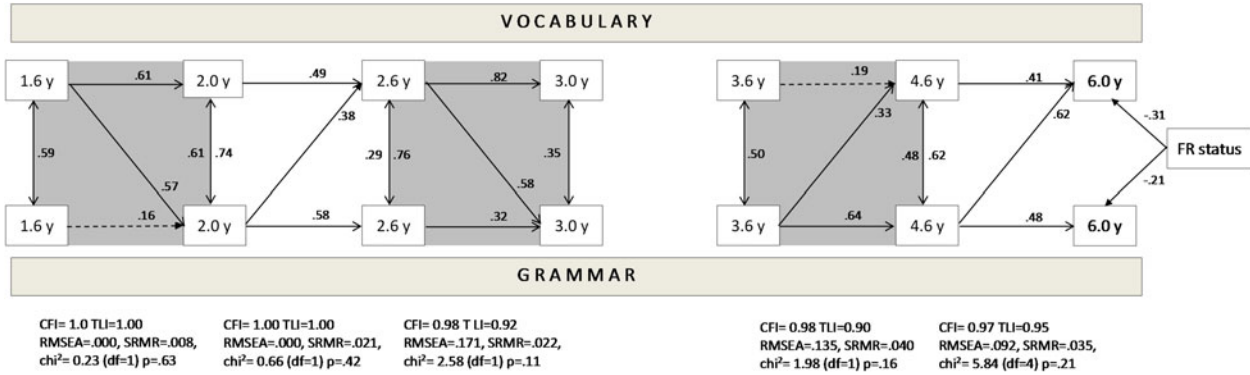 VOCABULARY
1.6 y .61 2.0 y .49 2.6 y .82 3.0 y 3.6 y .19 4.6 y .41 6.0 y
.38 .33 .62 -.31
.59 .61 .74 .29 .76 .35 .50 .48 .62 FR status
.57 .58 -.21
1.6 y .16 2.0 y .58 2.6 y .32 3.0 y 3.6 y .64 4.6 y .48 6.0 y
GRAMMAR
CFI= 1.0 TLI=1.00
RMSEA=.000, SRMR=.008,
chi²= 0.23 (df=1) p=.63
CFI= 1.00 TLI=1.00
RMSEA=.000, SRMR=.021,
chi²= 0.66 (df=1) p=.42
CFI= 0.98 T LI=0.92
RMSEA=.171, SRMR=.022,
chi²= 2.58 (df=1) p=.11
CFI= 0.98 TLI=0.90
RMSEA=.135, SRMR=.040
chi²= 1.98 (df=1) p=.16
CFI= 0.97 TLI=0.95
RMSEA=.092, SRMR=.035,
chi²= 5.84 (df=4) p=.21